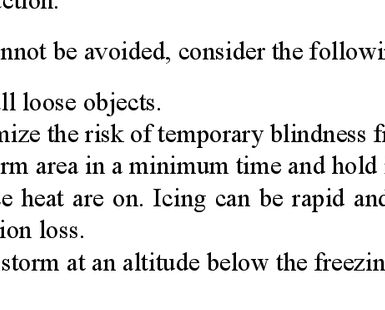 ction.
nnot be avoided, consider the followi
ll loose objects.
mize the risk of temporary blindness f
rm area in a minimum time and hold
e heat are on. Icing can be rapid and
ion loss.
storm at an altitude below the freezin